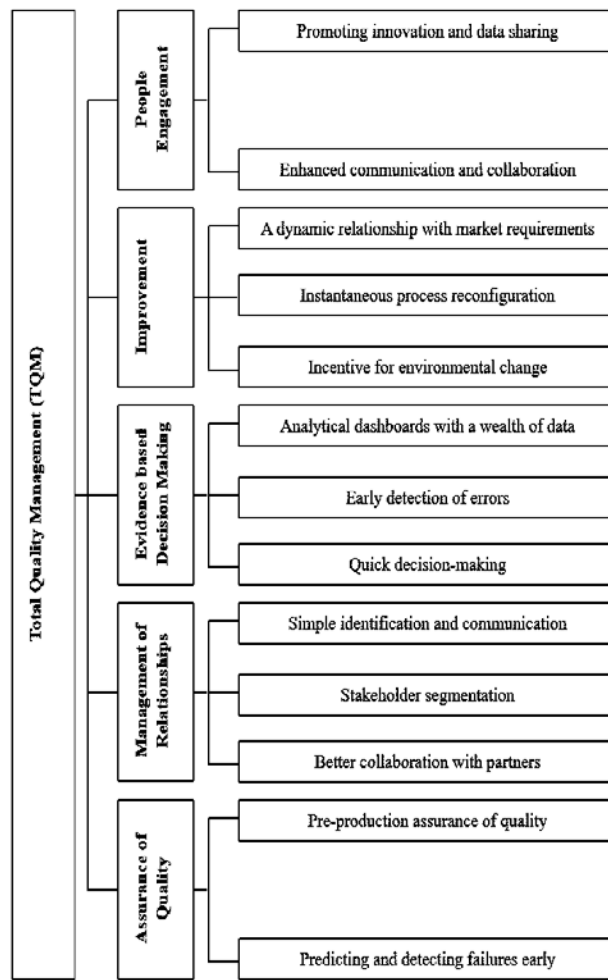 Total Quality Management (TQM)
People
Engagement
Promoting innovation and data sharing
Enhanced communication and collaboration
Improvement
A dynamic relationship with market requirements
Instantaneous process reconfiguration
Incentive for environmental change
Evidence based
Decision Making
Analytical dashboards with a wealth of data
Early detection of errors
Quick decision-making
Management of
Relationships
Simple identification and communication
Stakeholder segmentation
Better collaboration with partners
Assurance of
Quality
Pre-production assurance of quality
Predicting and detecting failures early